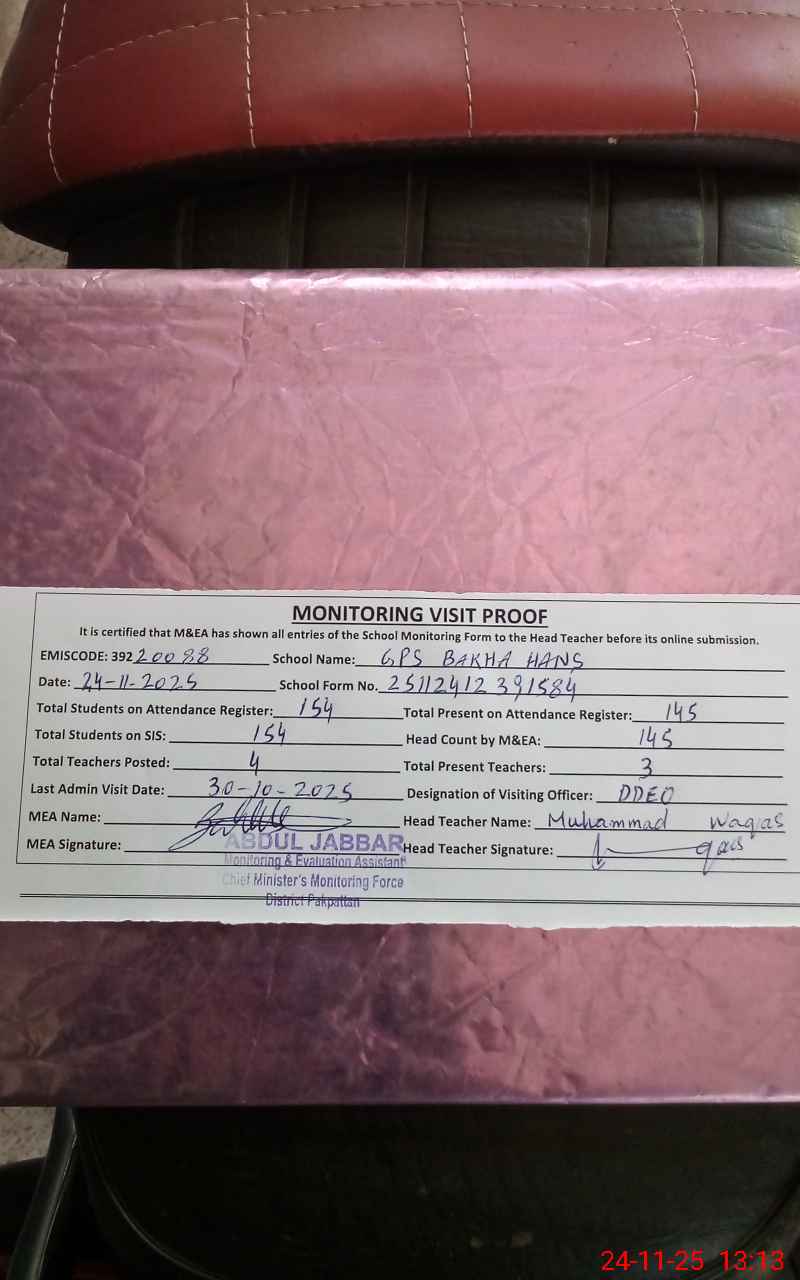 MONITORING VISIT PROOF
It is certified that M&EA has shown all entries of the School Monitoring Form to the Head Teacher before its online submission.
EMISCODE: 392 20088 School Name: GPS BAKHA HANS
Date: 24-11-2025 School Form No. 25112412391584
Total Students on Attendance Register: 154 Total Present on Attendance Register: 145
Total Students on SIS: 154 Head Count by M&EA: 145
Total Teachers Posted: 4 Total Present Teachers: 3
Last Admin Visit Date: 30-10-2025 Designation of Visiting Officer: DDEO
MEA Name: Head Teacher Name: Muhammad Waqas
MEA Signature: Head Teacher Signature:
ABDUL JABBAR
Monitoring & Evaluation Assistant
Chief Minister's Monitoring Force
District Pakpattan
24-11-25 13:13